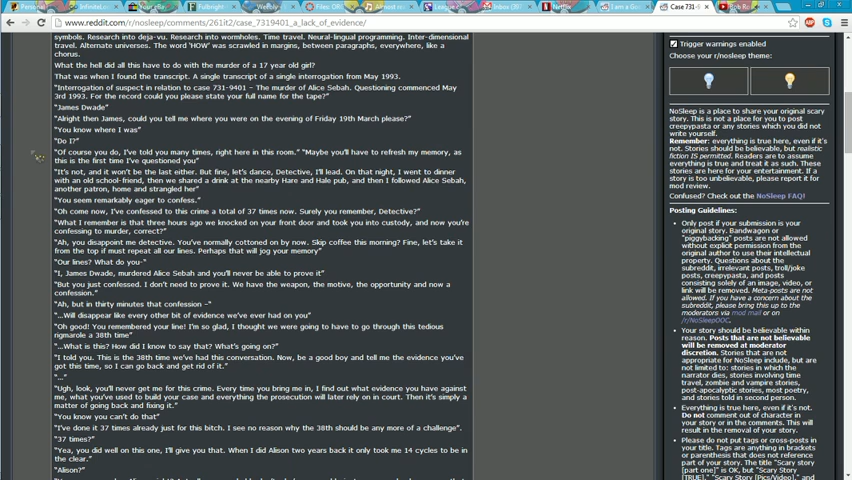 Personal
InfiniteLo
Your eBa
Fulbright
Weebly -
Files: ORI
Airsoid m
League of
Inbox (3
Netflix
I am a Go
Case 731-
Rob Ros
https://www.reddit.com/r/nosleep/comments/261it2/case_7319401_a_lack_of_evidence/
symbols. Research into deja-vu. Research into wormholes. Time travel. Neural-lingual programming. Inter-dimensional
travel. Alternate universes. The word 'HOW' was scrawled in margins, between paragraphs, everywhere, like a
chorus.
What the hell did all this have to do with the murder of a 17 year old girl?
That was when I found the transcript. A single transcript of a single interrogation from May 1993.
"Interrogation of suspect in relation to case 731-9401 – The murder of Alice Sebah. Questioning commenced May
3rd 1993. For the record could you please state your full name for the tape?"
"James Dwade"
"Alright then James, could you tell me where you were on the evening of Friday 19th March please?"
"You know where I was"
"Do I?"
"Of course you do, I've told you many times, right here in this room." "Maybe you'll have to refresh my memory, as
this is the first time I've questioned you"
"It's not, and it won't be the last either. But fine, let's dance, Detective, I'll lead. On that night, I went to dinner
with an old school-friend, then we shared a drink at the nearby Hare and Hale pub, and then I followed Alice Sebah,
another patron, home and strangled her"
"You seem remarkably eager to confess."
"Oh come now, I've confessed to this crime a total of 37 times now. Surely you remember, Detective?"
"What I remember is that three hours ago we knocked on your front door and took you into custody, and now you're
confessing to murder, correct?"
"Ah, you disappoint me detective. You've normally cottoned on by now. Skip coffee this morning? Fine, let's take it
from the top if must repeat all our lines. Perhaps that will jog your memory"
"Our lines? What do you-"
"I, James Dwade, murdered Alice Sebah and you'll never be able to prove it"
"But you just confessed. I don't need to prove it. We have the weapon, the motive, the opportunity and now a
confession."
"Ah, but in thirty minutes that confession –"
"...Will disappear like every other bit of evidence we've ever had on you"
"Oh good! You remembered your line! I'm so glad, I thought we were going to have to go through this tedious
rigmarole a 38th time"
"...What is this? How did I know to say that? What's going on?"
"I told you. This is the 38th time we've had this conversation. Now, be a good boy and tell me the evidence you've
got this time, so I can go back and get rid of it."
"..."
"Ugh, look, you'll never get me for this crime. Every time you bring me in, I find out what evidence you have against
me, what you've used to build your case and everything the prosecution will later rely on in court. Then it's simply a
matter of going back and fixing it."
"You know you can't do that"
"I've done it 37 times already just for this bitch. I see no reason why the 38th should be any more of a challenge".
"37 times?"
"Yea, you did well on this one, I'll give you that. When I did Alison two years back it only took me 14 cycles to be in
the clear."
"Alison?"
Trigger warnings enabled
Choose your r/nosleep theme:
NoSleep is a place to share your original scary
story. This is not a place for you to post
creepypasta or any stories which you did not
write yourself.
Remember: everything is true here, even if it's
not. Stories should be believable, but realistic
fiction IS permitted. Readers are to assume
everything is true and treat it as such. These
stories are here for your entertainment. If a
story is too unbelievable, please report it for
mod review.
Confused? Check out the NoSleep FAQ!
Posting Guidelines:
Only post if your submission is your
original story. Bandwagon or
"piggybacking" posts are not allowed
without explicit permission from the
original author to use their intellectual
property. Questions about the
subreddit, irrelevant posts, troll/joke
posts, creepypasta, and posts
consisting solely of an image, video, or
link will be removed. Meta-posts are not
allowed. If you have a concern about the
subreddit, please bring this up to the
moderators via mod mail or on
/r/NoSleepOOC.
Your story should be believable within
reason. Posts that are not believable
will be removed at moderator
discretion. Stories that are not
appropriate for NoSleep include, but are
not limited to: stories in which the
narrator dies, stories involving time
travel, zombie and vampire stories,
post-apocalyptic stories, most poetry,
and stories told in second person.
Everything is true here, even if it's not.
Do not comment out of character in
your story or in the comments. This will
result in the removal of your story.
Please do not put tags or cross-posts in
your title. Tags are anything in brackets
or parenthesis that does not reference
part of your story. The title "Scary story
[part one]" is OK, but "Scary Story
[TRUE]," "Scary Story [Pics/Video]," and